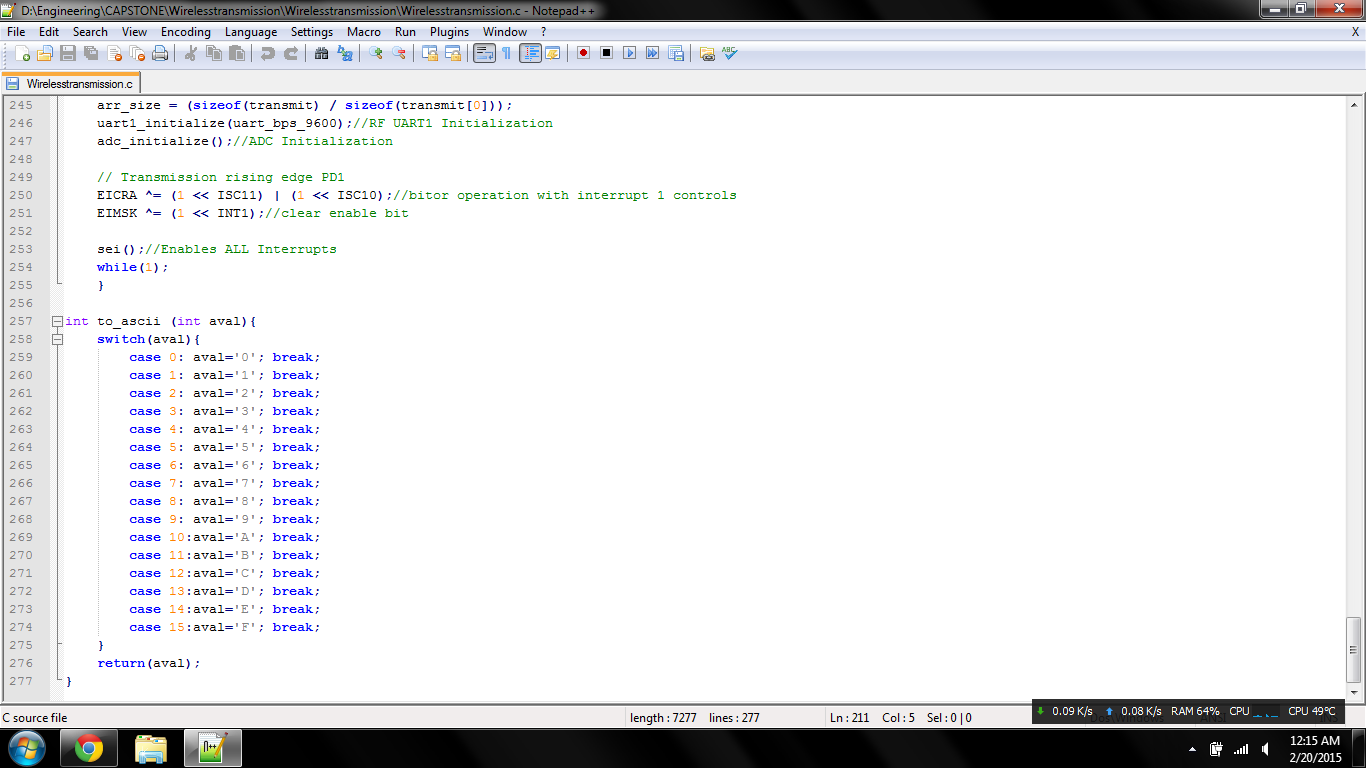 D:\Engineering\CAPSTONE\Wirelesstransmission\Wirelesstransmission\Wirelesstransmission.c - Notepad++
File Edit Search View Encoding Language Settings Macro Run Plugins Window ? X
Wirelesstransmission.c
245 arr_size = (sizeof(transmit) / sizeof(transmit[0]));
246 uart1_initialize(uart_bps_9600);//RF UART1 Initialization
247 adc_initialize();//ADC Initialization
248
249 // Transmission rising edge PD1
250 EICRA ^= (1 << ISC11) | (1 << ISC10);//bitor operation with interrupt 1 controls
251 EIMSK ^= (1 << INT1);//clear enable bit
252
253 sei();//Enables ALL Interrupts
254 while(1);
255 }
256
257 int to_ascii (int aval){
258 switch(aval){
259 case 0: aval='0'; break;
260 case 1: aval='1'; break;
261 case 2: aval='2'; break;
262 case 3: aval='3'; break;
263 case 4: aval='4'; break;
264 case 5: aval='5'; break;
265 case 6: aval='6'; break;
266 case 7: aval='7'; break;
267 case 8: aval='8'; break;
268 case 9: aval='9'; break;
269 case 10:aval='A'; break;
270 case 11:aval='B'; break;
271 case 12:aval='C'; break;
272 case 13:aval='D'; break;
273 case 14:aval='E'; break;
274 case 15:aval='F'; break;
275 }
276 return(aval);
277 }
C source file length : 7277 lines : 277 Ln : 211 Col : 5 Sel : 0 | 0
0.09 K/s 0.08 K/s RAM 64% CPU CPU 49°C
12:15 AM
2/20/2015